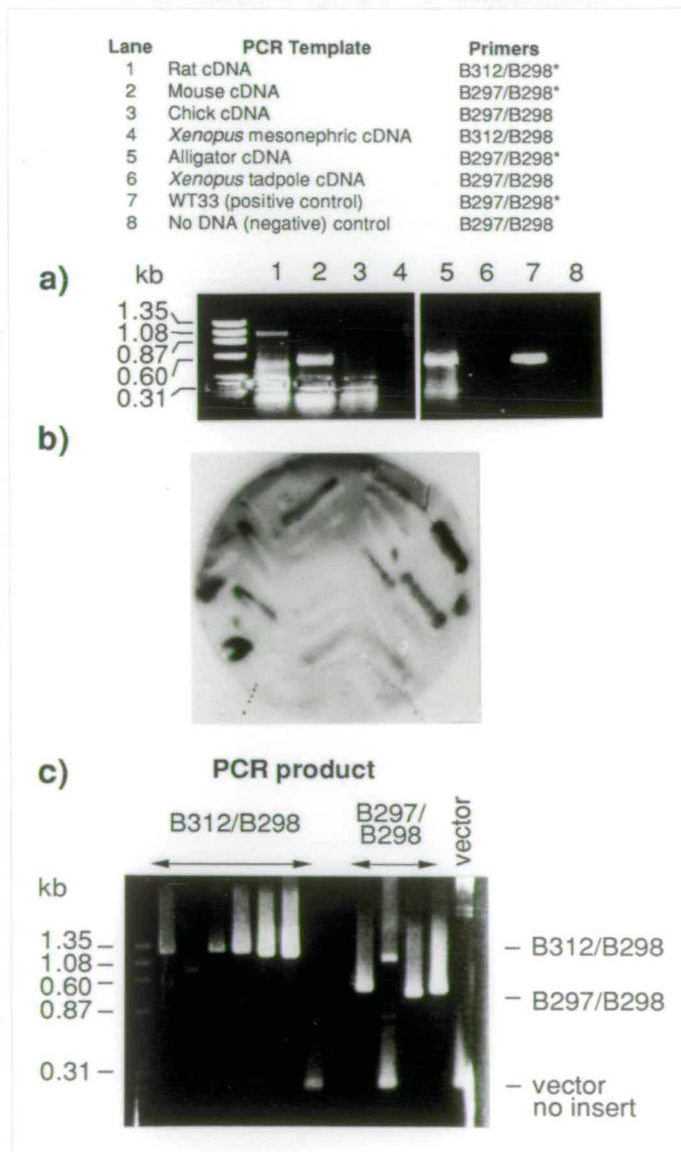 Lane PCR Template Primers
1 Rat cDNA B312/B298*
2 Mouse cDNA B297/B298*
3 Chick cDNA B297/B298
4 Xenopus mesonephric cDNA B312/B298
5 Alligator cDNA B297/B298*
6 Xenopus tadpole cDNA B297/B298
7 WT33 (positive control) B297/B298*
8 No DNA (negative) control B297/B298
a)
kb 1 2 3 4 5 6 7 8
1.35
1.08
0.87
0.60
0.31
b)
c) PCR product
B312/B298
B297/
B298
vector
kb
1.35
1.08
0.60
0.87
0.31
B312/B298
B297/B298
vector
no insert